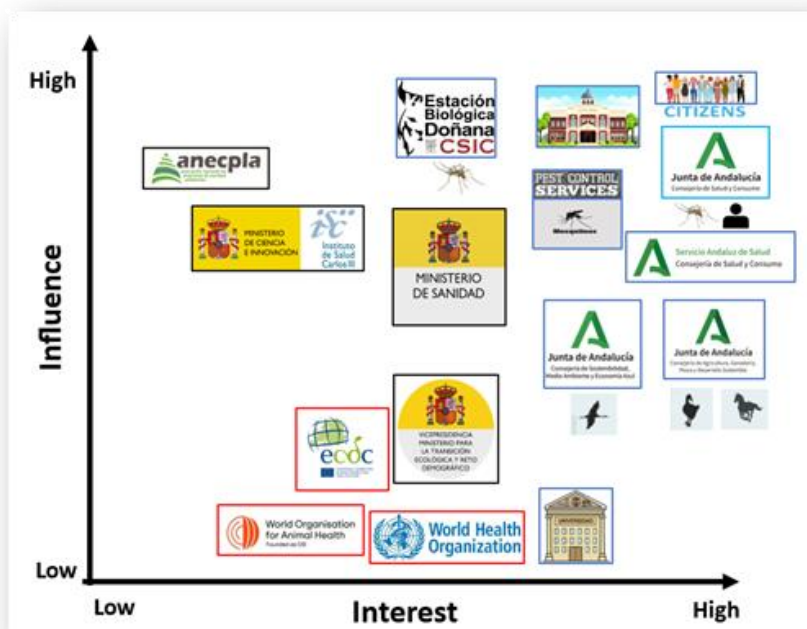 High
Influence
Low
Low
Interest
High
anecpla
MINISTERIO
DE CIENCIA
E INNOVACIÓN
Instituto
de Salud
Carlos III
Estación
Biológica
Doñana
CSIC
MINISTERIO
DE SANIDAD
CITIZENS
PEST CONTROL
SERVICES
Mosquitoes
Junta de Andalucía
Consejería de Salud y Consumo
Servicio Andaluz de Salud
Consejería de Salud y Consumo
Junta de Andalucía
Consejería de Sostenibilidad,
Medio Ambiente y Economía Azul
Junta de Andalucía
Consejería de Agricultura, Ganadería,
Pesca y Desarrollo Sostenible
ecdc
VICEPRESIDENCIA
MINISTERIO PARA
LA TRANSICIÓN
ECOLÓGICA Y RETO
DEMOGRÁFICO
World Organisation
for Animal Health
Founded as OIE
World Health
Organization
UNIVERSIDAD